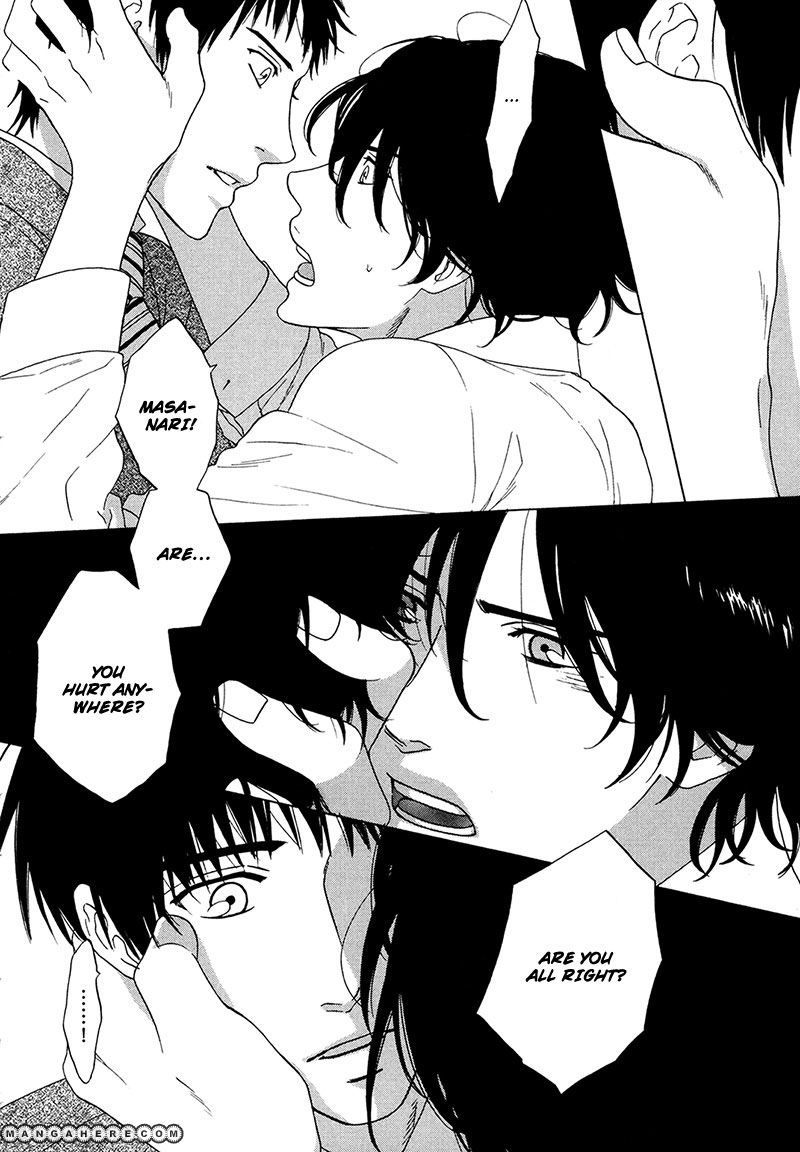 ...
MASA-
NARI!
ARE...
YOU
HURT ANY-
WHERE?
ARE YOU
ALL RIGHT?
......!
MANGAHERE.COM